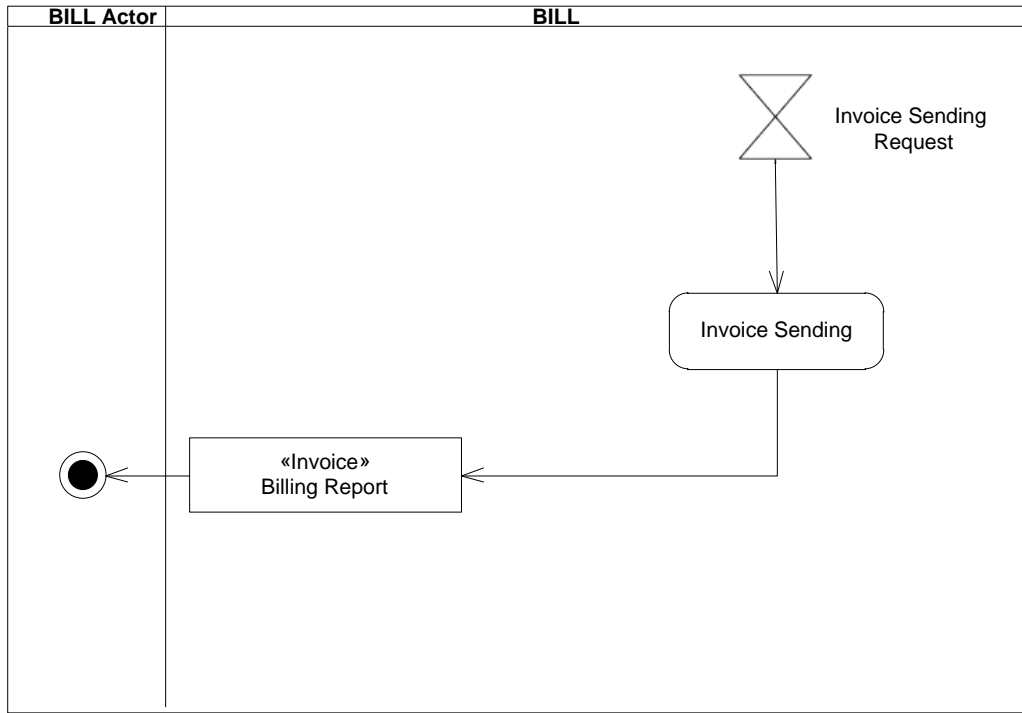 BILL Actor
BILL
Invoice Sending
Request
Invoice Sending
«Invoice»
Billing Report